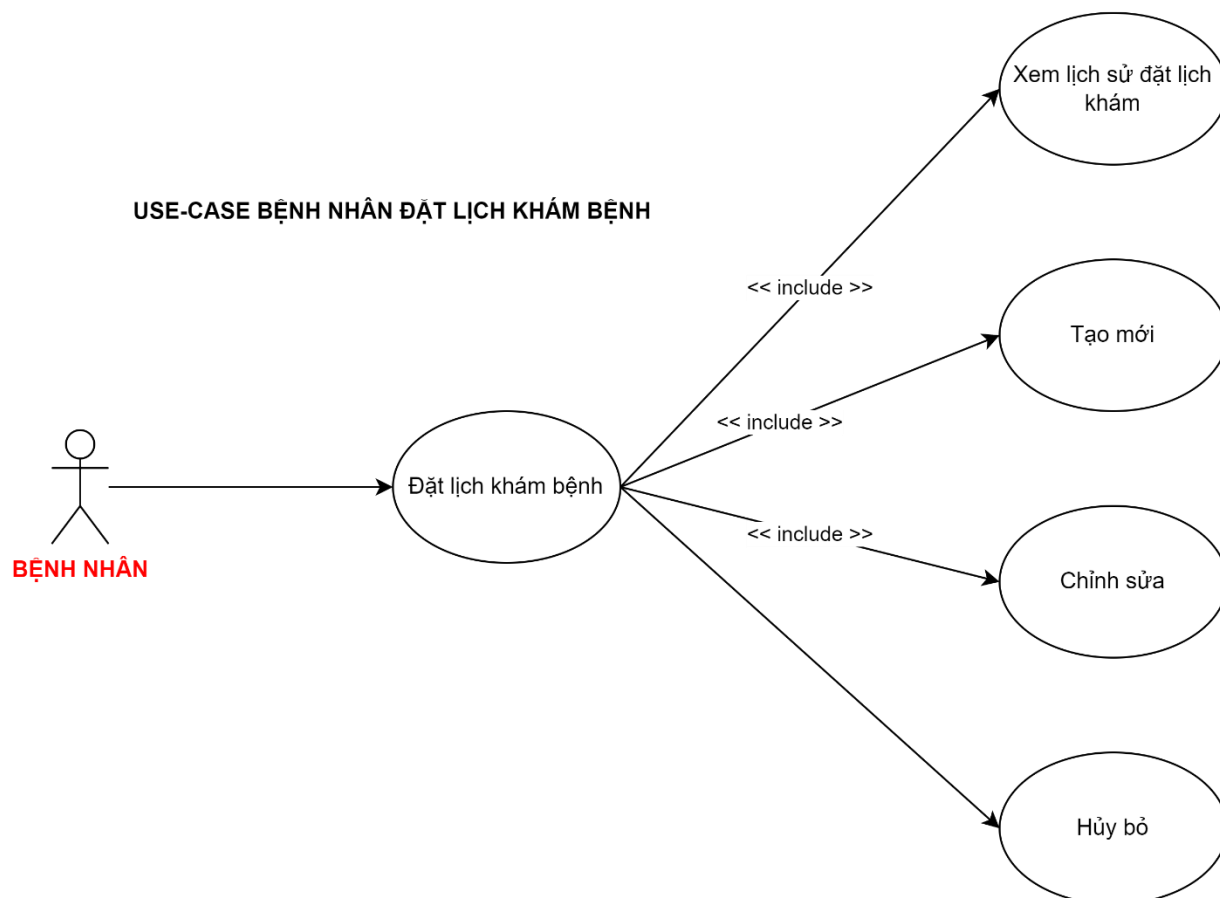 Xem lịch sử đặt lịch
khám
USE-CASE BỆNH NHÂN ĐẶT LỊCH KHÁM BỆNH
<< include >>
Tạo mới
<< include >>
Đặt lịch khám bệnh
<< include >>
BỆNH NHÂN
Chỉnh sửa
Hủy bỏ